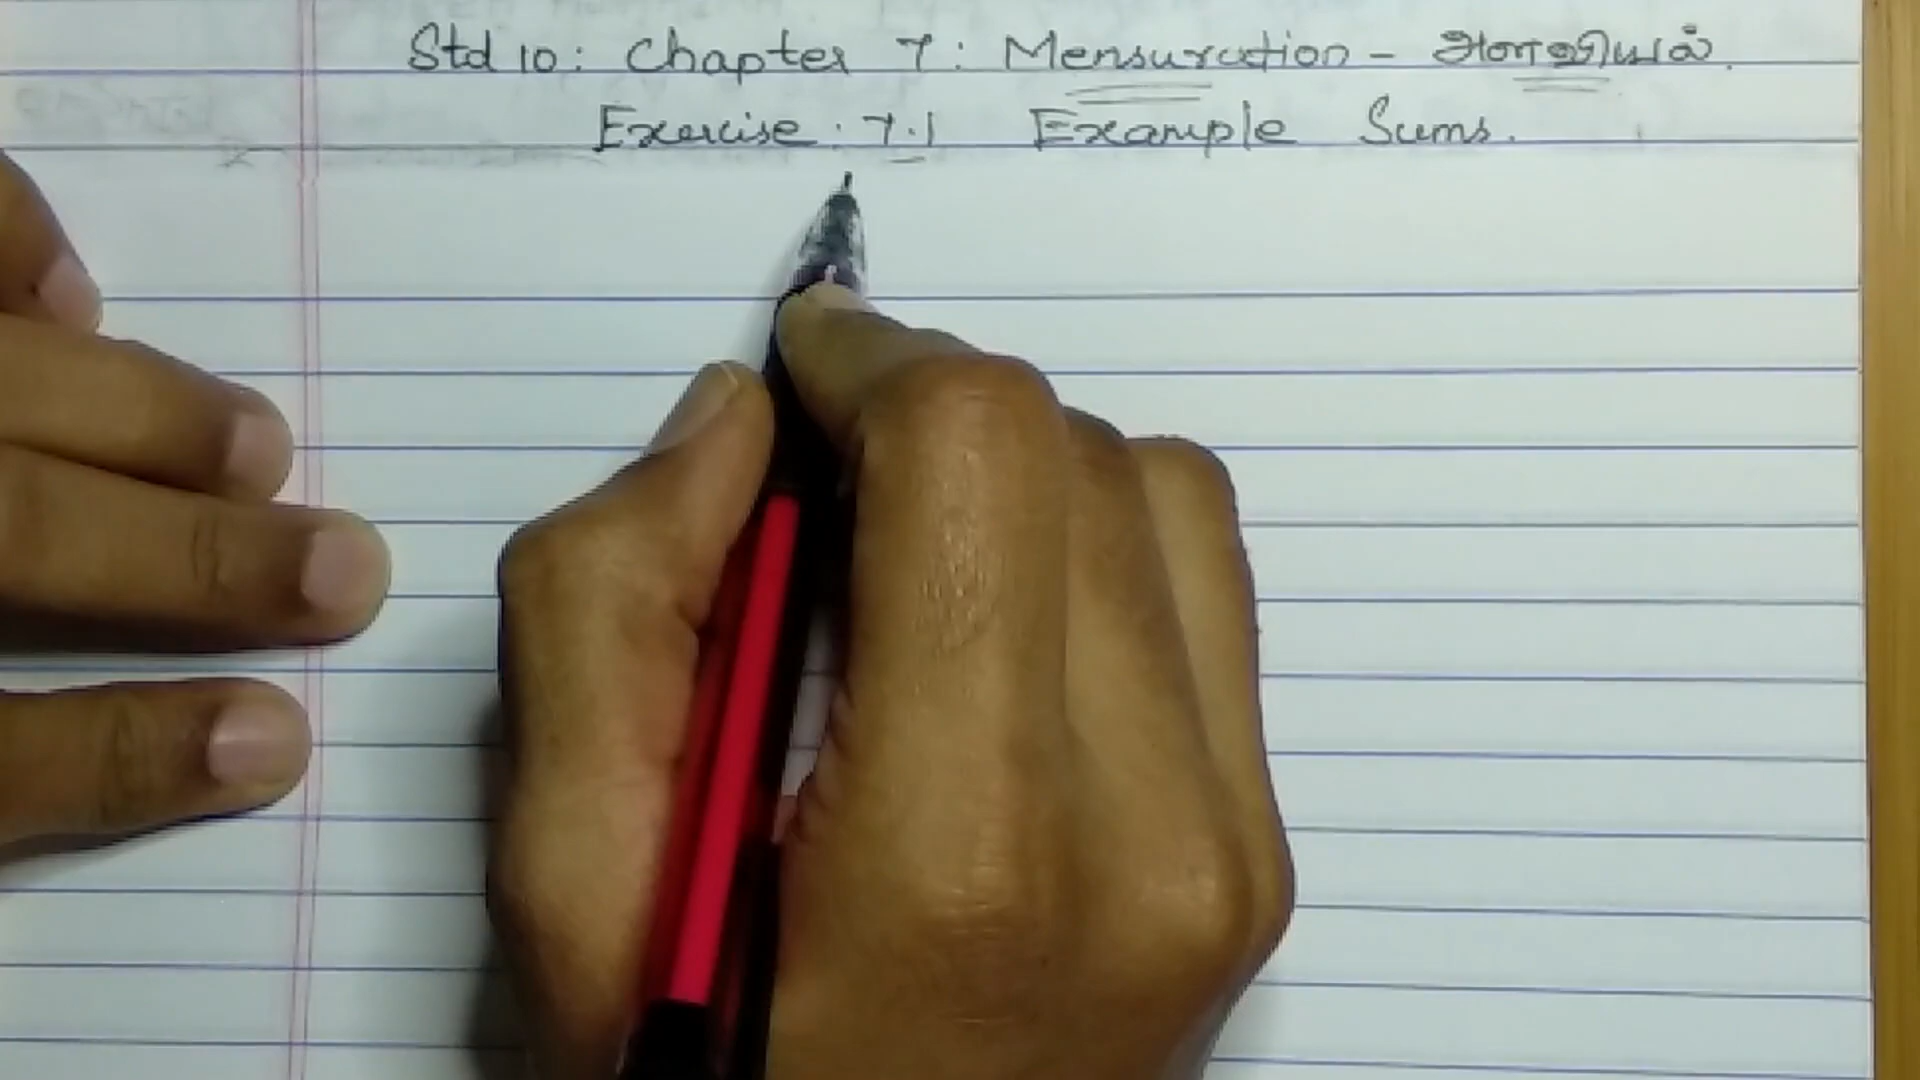 Std 10: Chapter 7: Mensuration - அளவியல்.
Exercise: 7.1 Example Sums.